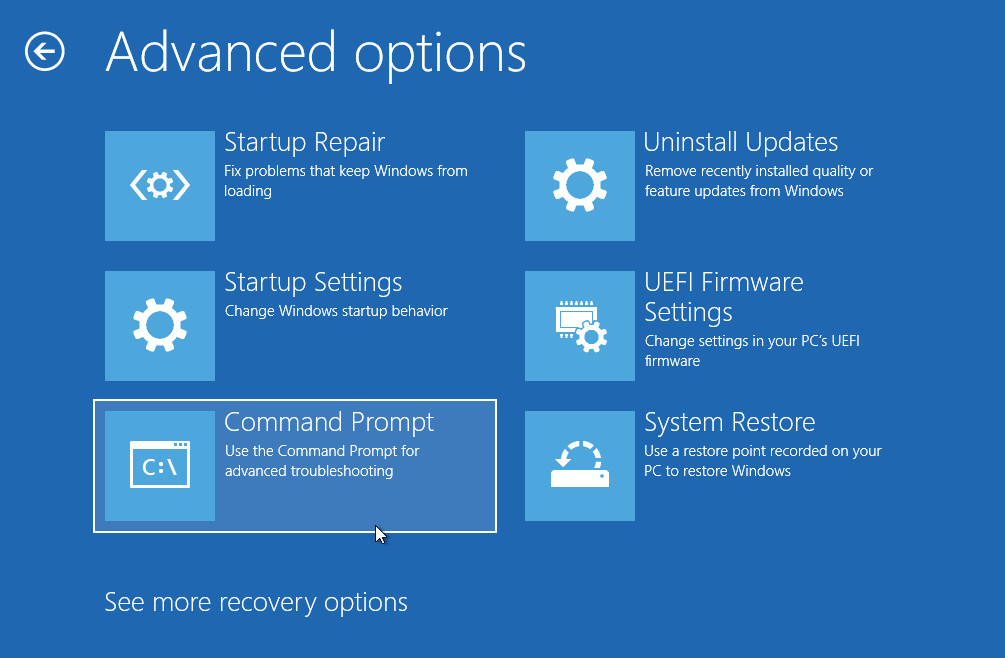 Advanced options
Startup Repair
Fix problems that keep Windows from
loading
Uninstall Updates
Remove recently installed quality or
feature updates from Windows
Startup Settings
Change Windows startup behavior
UEFI Firmware
Settings
Change settings in your PC's UEFI
firmware
C:\
Command Prompt
Use the Command Prompt for
advanced troubleshooting
System Restore
Use a restore point recorded on your
PC to restore Windows
See more recovery options